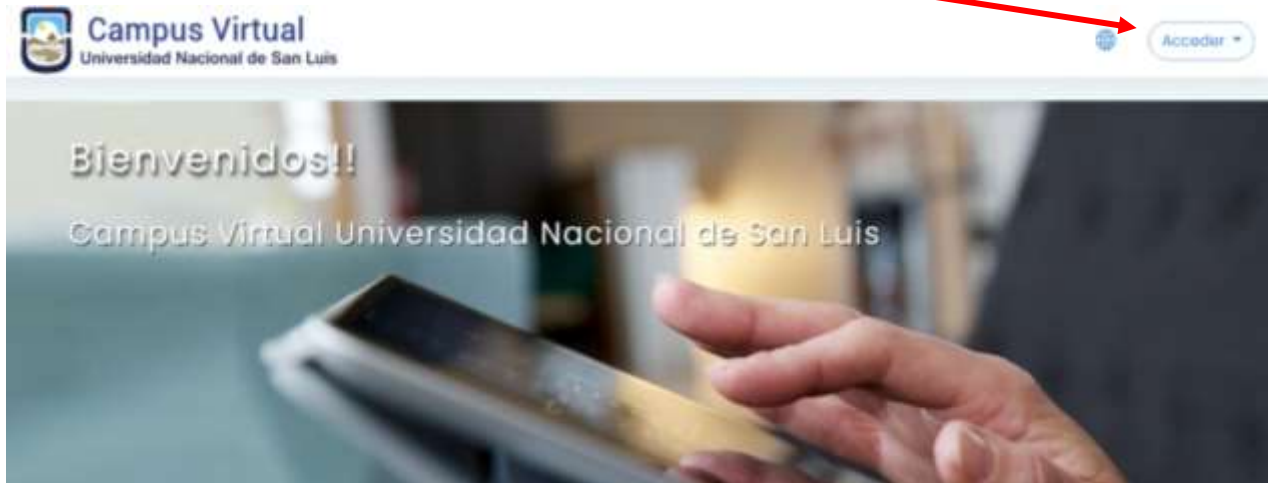 Campus Virtual
Universidad Nacional de San Luis
Acceder
Bienvenidos!!
Campus Virtual Universidad Nacional de San Luis